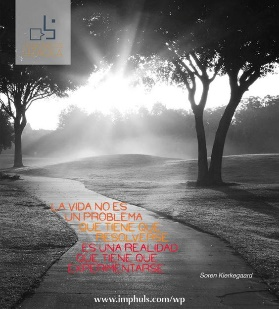 LA VIDA NO ES
UN PROBLEMA
QUE TIENE QUE
RESOLVERSE,
ES UNA REALIDAD
QUE TIENE QUE
EXPERIMENTARSE
Soren Kierkegaard
www.imphuls.com/wp